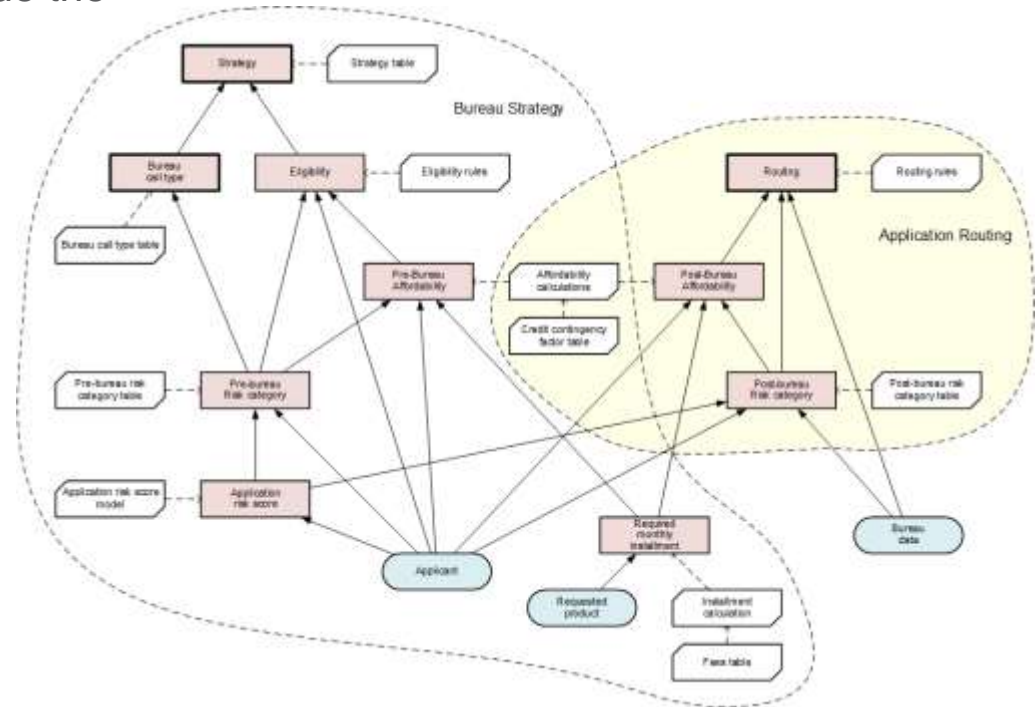 Strategy
Strategy table
Bureau Strategy
Bureau
call type
Eligibility
Eligibility rules
Routing
Routing rules
Bureau call type table
Application Routing
Pre-Bureau
Affordability
Affordability
calculations
Post-Bureau
Affordability
Credit contingency
factor table
Pre-bureau risk
category table
Pre-bureau
Risk category
Post-bureau
Risk category
Post-bureau risk
category table
Application risk score
model
Application
risk score
Required
monthly
installment
Bureau
data
Applicant
Requested
product
Installment
calculation
Fees table